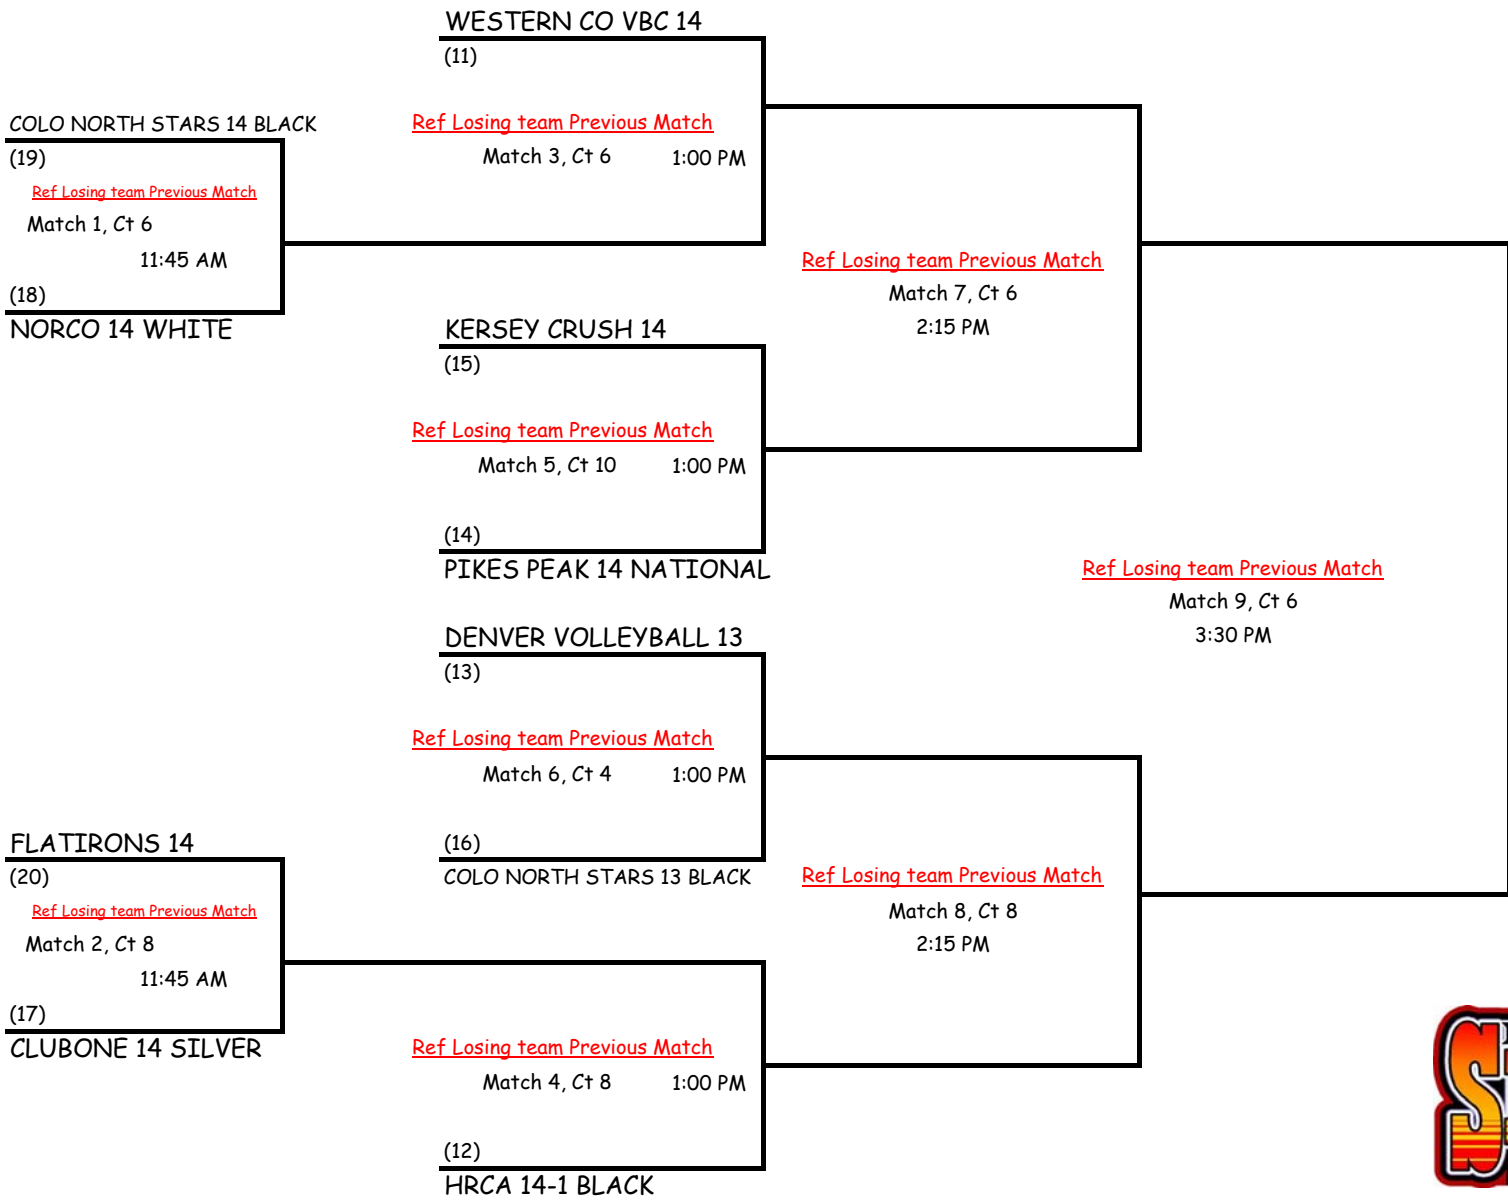 WESTERN CO VBC 14
(11)
COLO NORTH STARS 14 BLACK
Ref Losing team Previous Match
(19)
Match 3, Ct 6 1:00 PM
Ref Losing team Previous Match
Match 1, Ct 6
11:45 AM
Ref Losing team Previous Match
(18)
Match 7, Ct 6
NORCO 14 WHITE
KERSEY CRUSH 14
2:15 PM
(15)
Ref Losing team Previous Match
Match 5, Ct 10 1:00 PM
(14)
PIKES PEAK 14 NATIONAL
Ref Losing team Previous Match
Match 9, Ct 6
3:30 PM
DENVER VOLLEYBALL 13
(13)
Ref Losing team Previous Match
Match 6, Ct 4 1:00 PM
FLATIRONS 14
(16)
(20)
COLO NORTH STARS 13 BLACK
Ref Losing team Previous Match
Ref Losing team Previous Match
Match 8, Ct 8
Match 2, Ct 8
2:15 PM
11:45 AM
(17)
CLUBONE 14 SILVER
Ref Losing team Previous Match
Match 4, Ct 8 1:00 PM
(12)
HRCA 14-1 BLACK